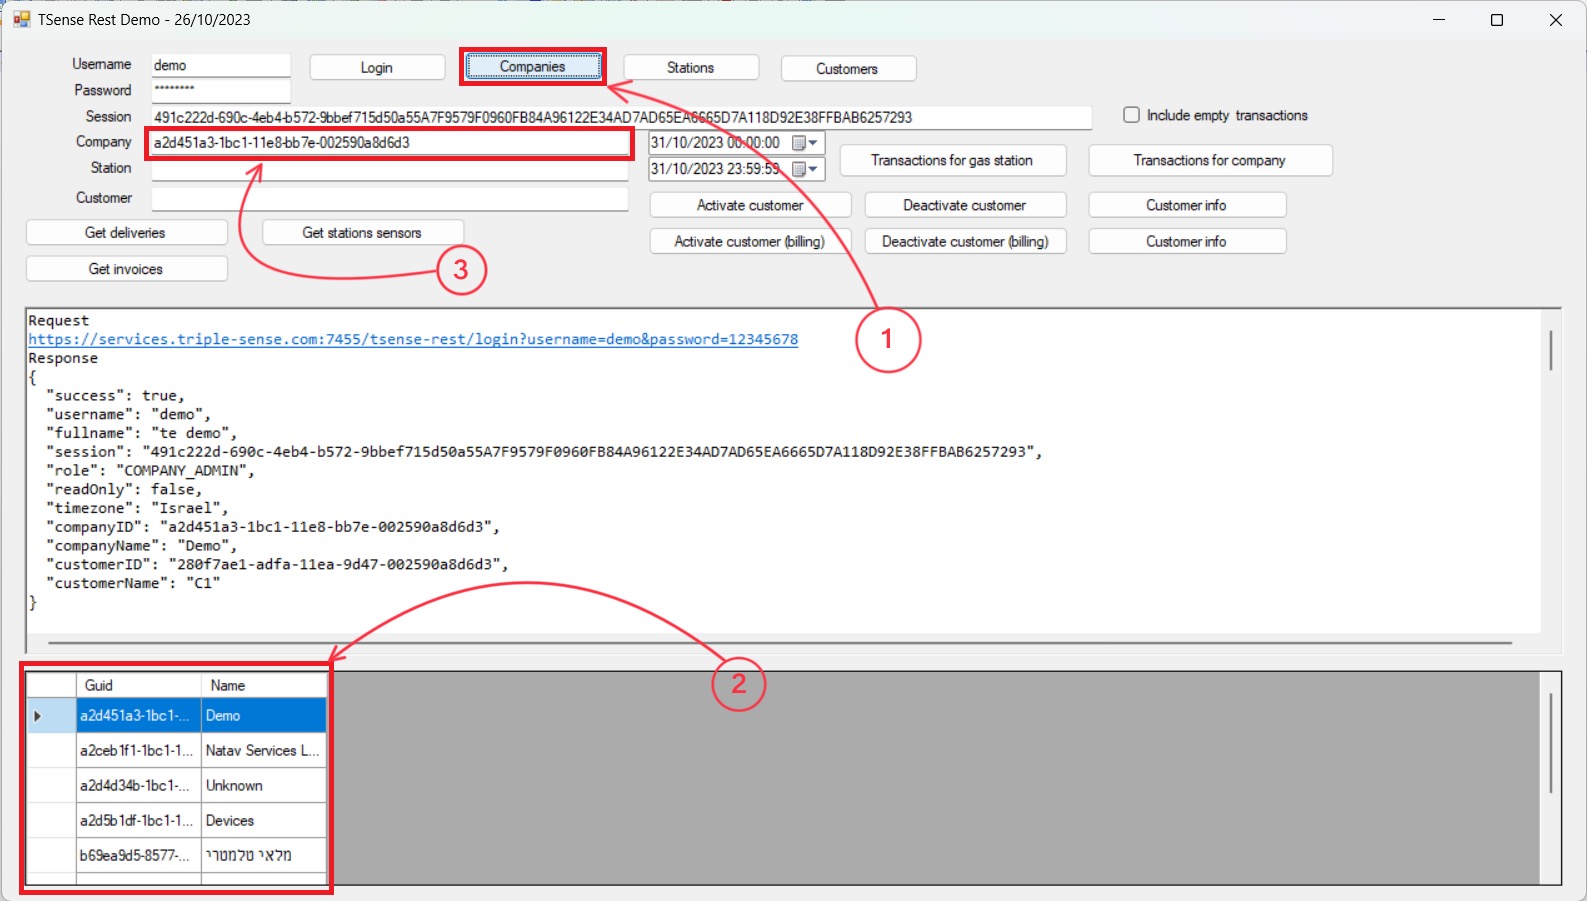 TSense Rest Demo - 26/10/2023
Username demo Login Companies Stations Customers
Password ********
Session 491c222d-690c-4eb4-b572-9bbef715d50a55A7F9579F0960FB84A96122E34AD7AD65EA6665D7A118D92E38FFBAB6257293 Include empty transactions
Company a2d451a3-1bc1-11e8-bb7e-002590a8d6d3 31/10/2023 00:00:00
Station 31/10/2023 23:59:59 Transactions for gas station Transactions for company
Customer Activate customer Deactivate customer Customer info
Get deliveries Get stations sensors Activate customer (billing) Deactivate customer (billing) Customer info
Get invoices
3
1
Request
https://services.triple-sense.com:7455/tsense-rest/login?username=demo&password=12345678
Response
{
"success": true,
"username": "demo",
"fullname": "te demo",
"session": "491c222d-690c-4eb4-b572-9bbef715d50a55A7F9579F0960FB84A96122E34AD7AD65EA6665D7A118D92E38FFBAB6257293",
"role": "COMPANY_ADMIN",
"readOnly": false,
"timezone": "Israel",
"companyID": "a2d451a3-1bc1-11e8-bb7e-002590a8d6d3",
"companyName": "Demo",
"customerID": "280f7ae1-adfa-11ea-9d47-002590a8d6d3",
"customerName": "C1"
}
2
Guid Name
a2d451a3-1bc1-... Demo
a2ceb1f1-1bc1-1... Natav Services L...
a2d4d34b-1bc1-... Unknown
a2d5b1df-1bc1-1... Devices
b69ea9d5-8577-... מלאי טלמטרי